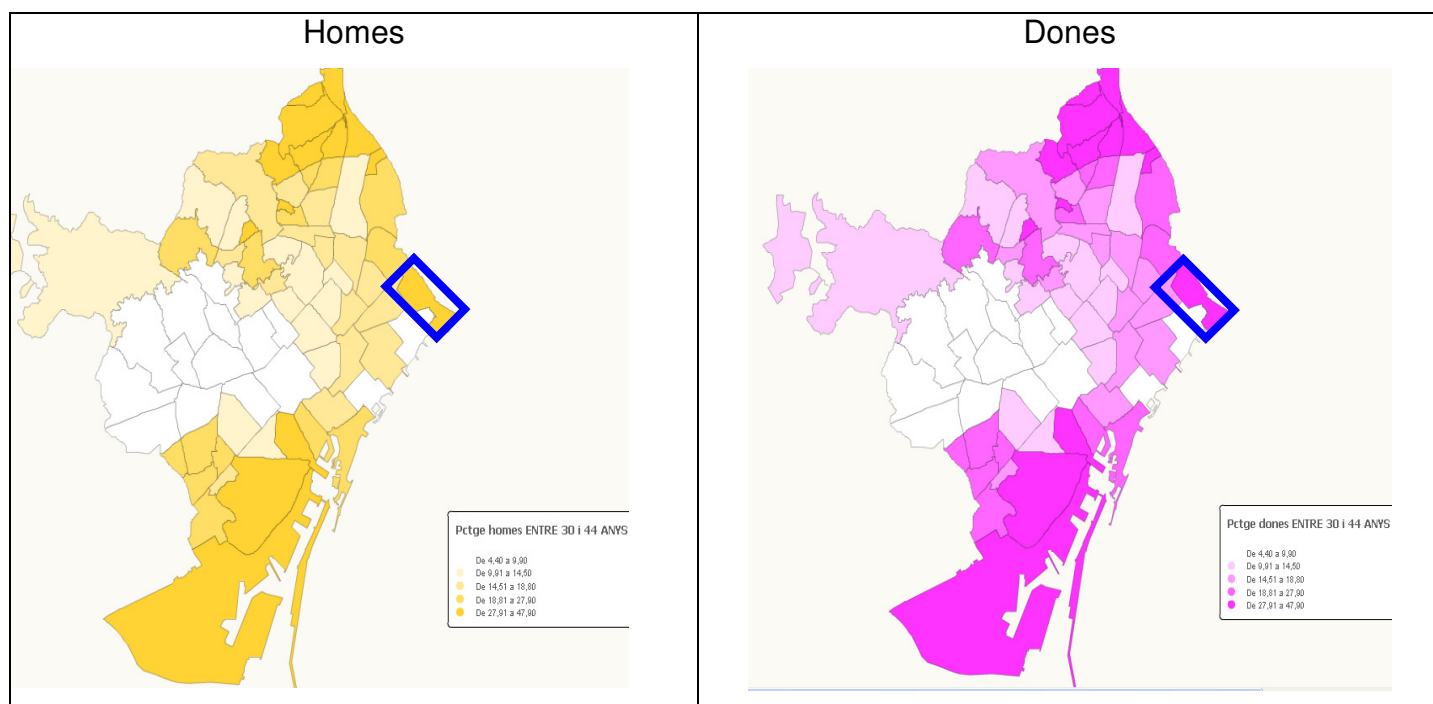 Homes
Dones
Pctge homes ENTRE 30 i 44 ANYS
De 4,40 a 9,90
De 9,91 a 14,50
De 14,51 a 18,80
De 18,81 a 27,90
De 27,91 a 47,90
Pctge dones ENTRE 30 i 44 ANYS
De 4,40 a 9,90
De 9,91 a 14,50
De 14,51 a 18,80
De 18,81 a 27,90
De 27,91 a 47,90